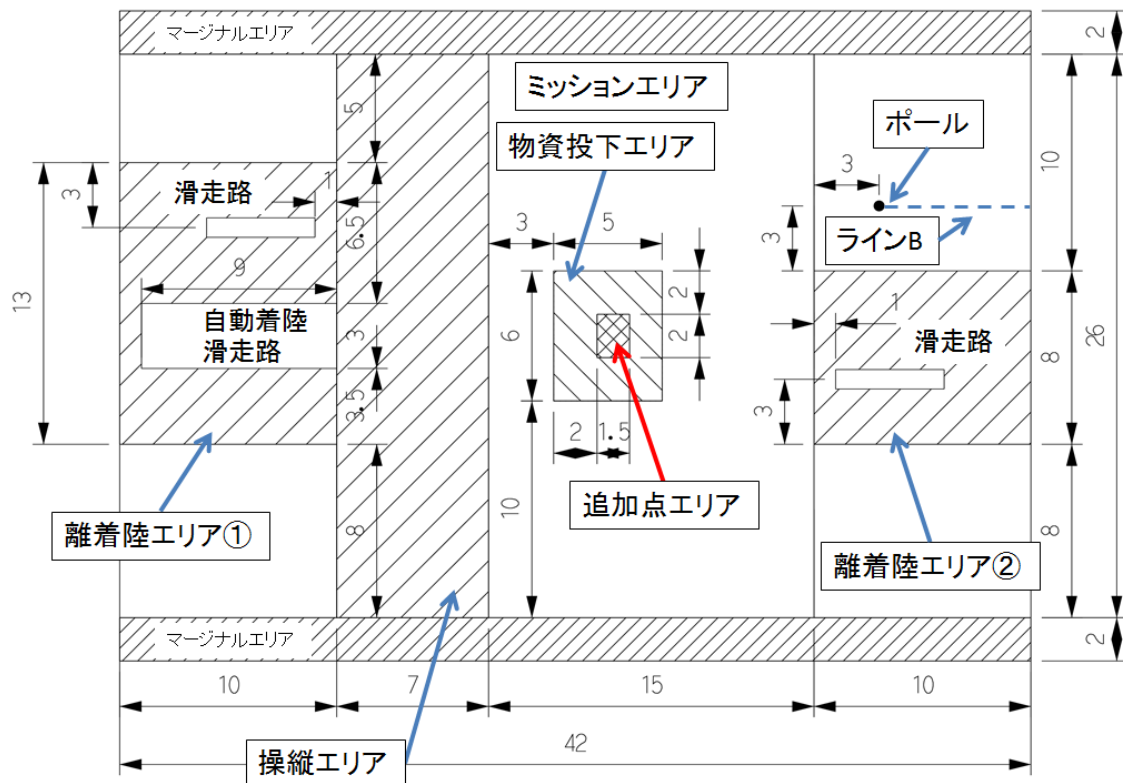 マージナルエリア
2
ミッションエリア
物資投下エリア
ポール
5
10
3
3
1
滑走路
6.5
3
5
3
ラインB
9
13
自動着陸
滑走路
3
3.5
6
2
2
1
滑走路
3
8
26
2
1.5
追加点エリア
10
離着陸エリア①
8
離着陸エリア②
8
マージナルエリア
2
10
7
15
10
操縦エリア
42